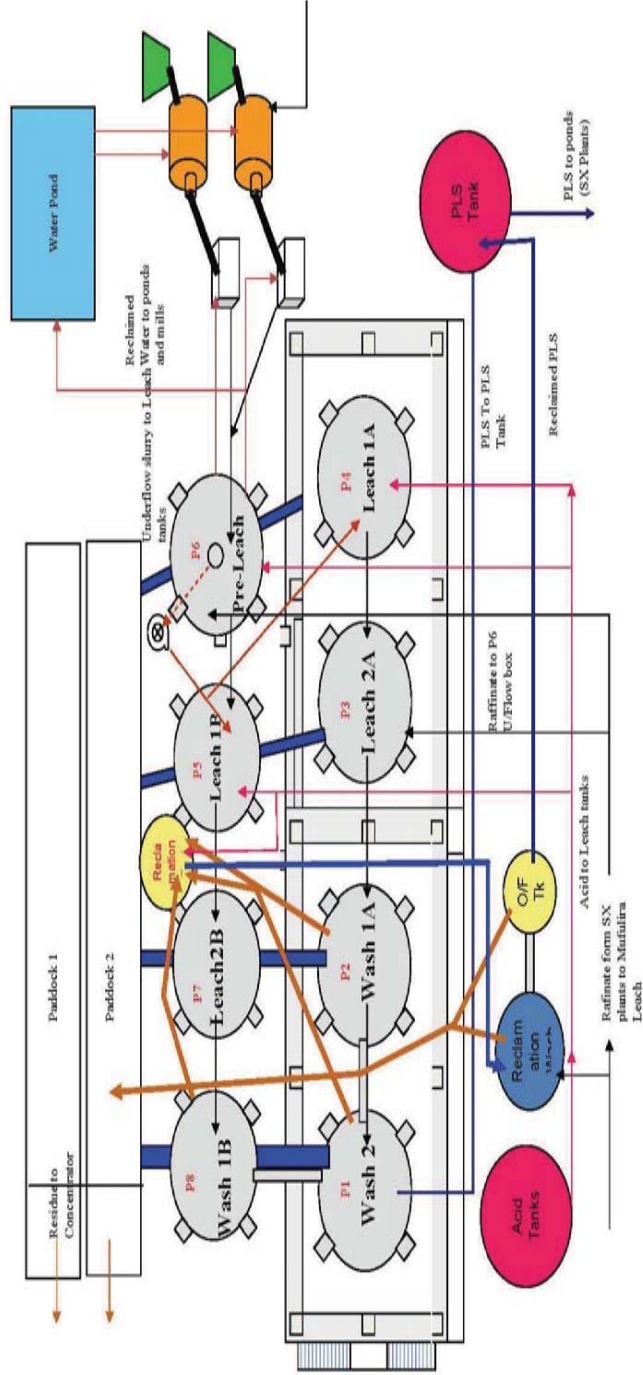 Paddock 1
Paddock 2
Residue to
Concentrator
Water Pond
Reclaimed
Underflow slurry to Leach Water to ponds
tanks
and mills
P6
Pre-Leach
P5
Leach 1B
Recla
mation
P7
Leach2B
P8
Wash 1B
P4
Leach 1A
P3
Leach 2A
P2
Wash 1A
P1
Wash 2
PLS
Tank
PLS to ponds
(SX Plants)
PLS To PLS
Tank
Reclaimed PLS
Raffinate to P6
U/Flow box
Acid to Leach tanks
O/F
Tk
Reclam
ation
Wash
Rafinate form SX
plants to Mufulira
Leach
Acid
Tanks